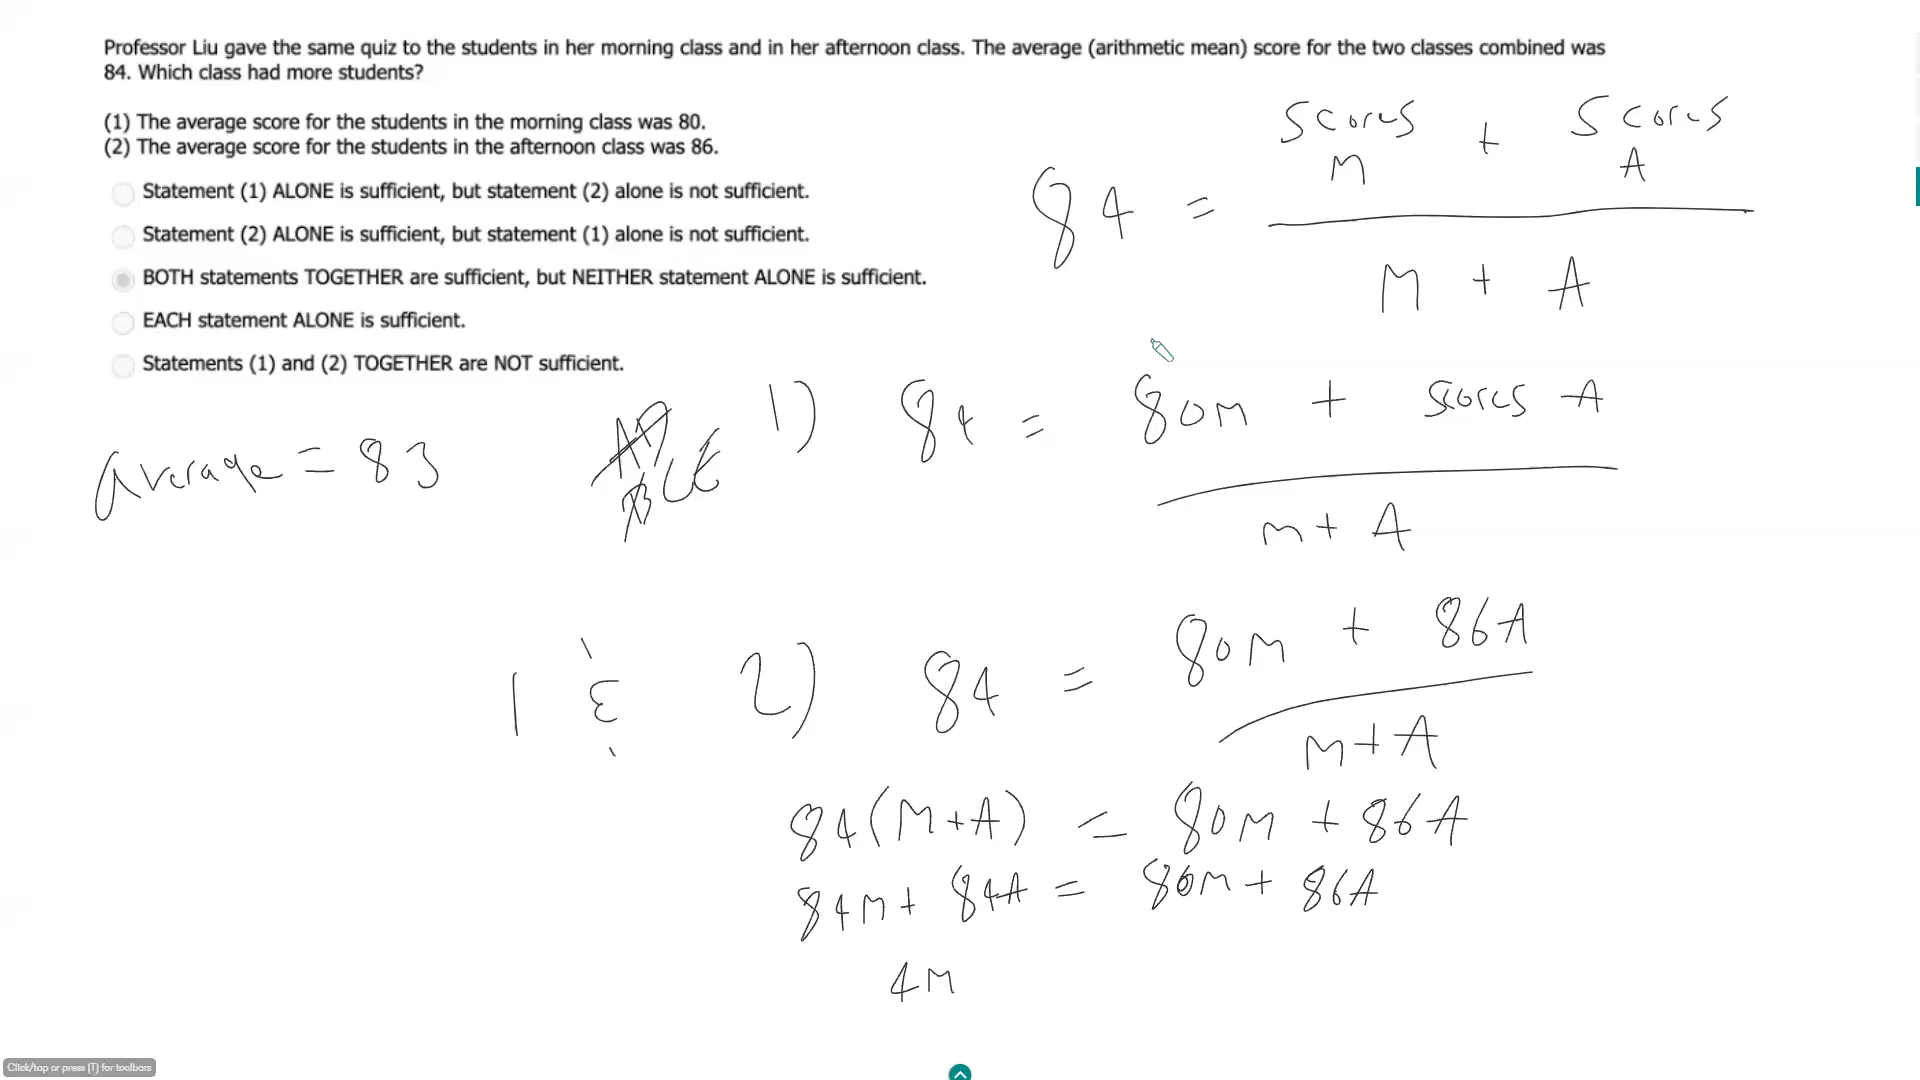 Professor Liu gave the same quiz to the students in her morning class and in her afternoon class. The average (arithmetic mean) score for the two classes combined was
84. Which class had more students?
(1) The average score for the students in the morning class was 80.
(2) The average score for the students in the afternoon class was 86.
Statement (1) ALONE is sufficient, but statement (2) alone is not sufficient.
Statement (2) ALONE is sufficient, but statement (1) alone is not sufficient.
BOTH statements TOGETHER are sufficient, but NEITHER statement ALONE is sufficient.
EACH statement ALONE is sufficient.
Statements (1) and (2) TOGETHER are NOT sufficient.
Scores + Scores
M A
84 =
M + A
Average = 83
AD
BCE
1) 84 = 80M + scores A
M + A
1 & 2) 84 = 80M + 86A
M + A
84(M+A) = 80M + 86A
84M + 84A = 80M + 86A
4M
Click/tap or press [T] for toolbars